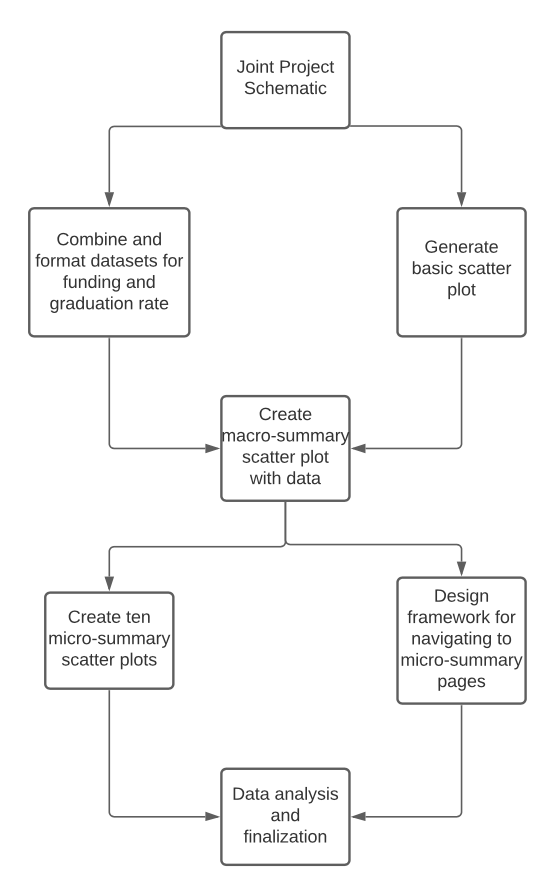 Joint Project
Schematic
Combine and
format datasets for
funding and
graduation rate
Generate
basic scatter
plot
Create
macro-summary
scatter plot
with data
Create ten
micro-summary
scatter plots
Design
framework for
navigating to
micro-summary
pages
Data analysis
and
finalization